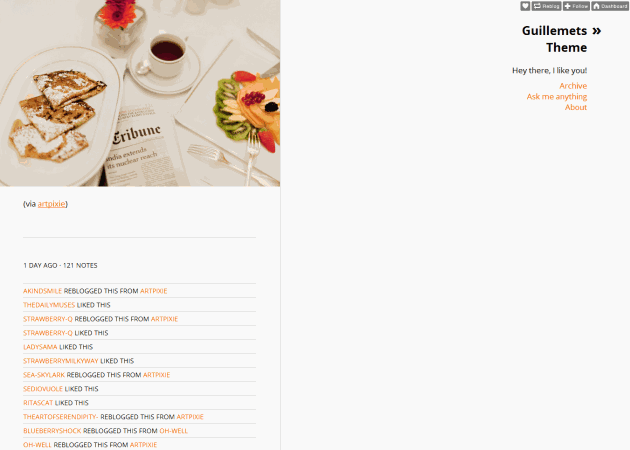 Reblog Follow Dashboard
Guillemets »
Theme
Hey there, I like you!
Archive
Ask me anything
About
Tribune
India extends
its nuclear reach
(via artpixie)
1 DAY AGO · 121 NOTES
AKINDSMILE REBLOGGED THIS FROM ARTPIXIE
THEDAILYMUSES LIKED THIS
STRAWBERRY-Q REBLOGGED THIS FROM ARTPIXIE
STRAWBERRY-Q LIKED THIS
LADYSAMA LIKED THIS
STRAWBERRYMILKYWAY LIKED THIS
SEA-SKYLARK REBLOGGED THIS FROM ARTPIXIE
SEDIOVUOLE LIKED THIS
RITASCAT LIKED THIS
THEARTOFSERENDIPITY- REBLOGGED THIS FROM ARTPIXIE
BLUEBERRYSHOCK REBLOGGED THIS FROM OH-WELL
OH-WELL REBLOGGED THIS FROM ARTPIXIE